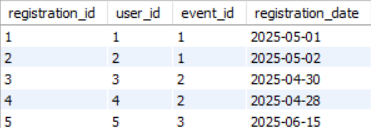 registration_id user_id event_id registration_date
1 1 1 2025-05-01
2 2 1 2025-05-02
3 3 2 2025-04-30
4 4 2 2025-04-28
5 5 3 2025-06-15